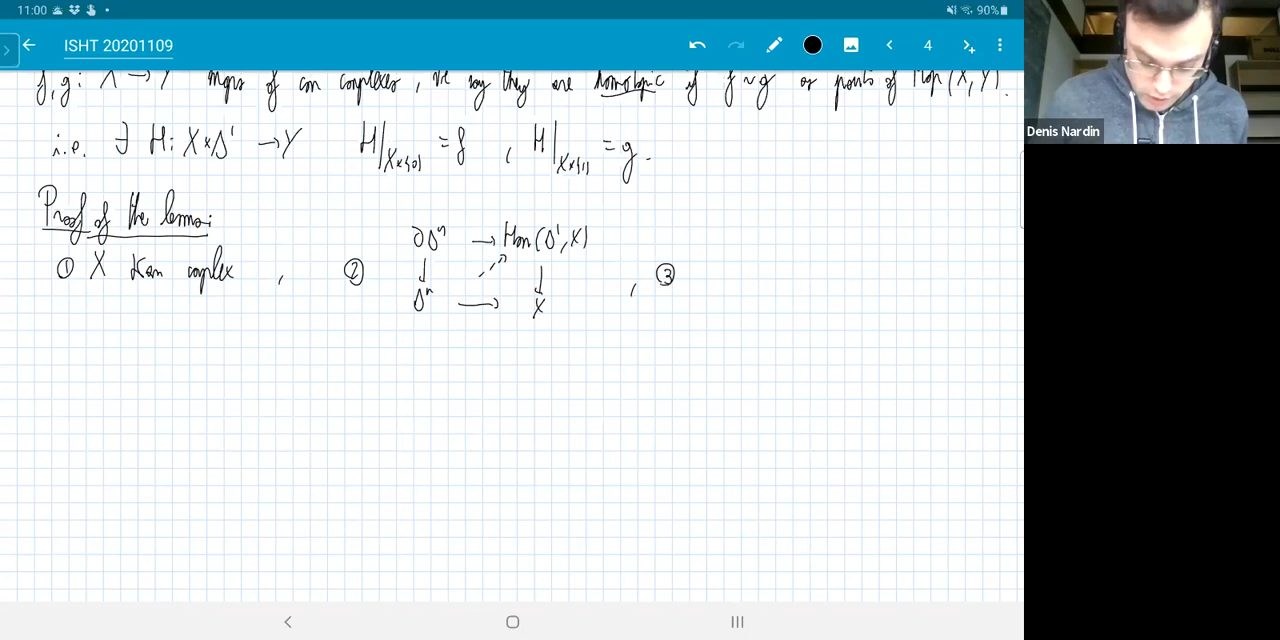 11:00
90%
ISHT 20201109
4
f, g: X → Y maps of Kan complexes, we say they are homotopic if f ~ g as points of Map(X, Y).
i.e. ∃ H: X×Δ¹ → Y H|X×{0} = f , H|X×{1} = g.
Proof of the lemma:
① X Kan complex , ② ∂Δⁿ → Hom(Δ¹, X) , ③
Δⁿ → X
Denis Nardin